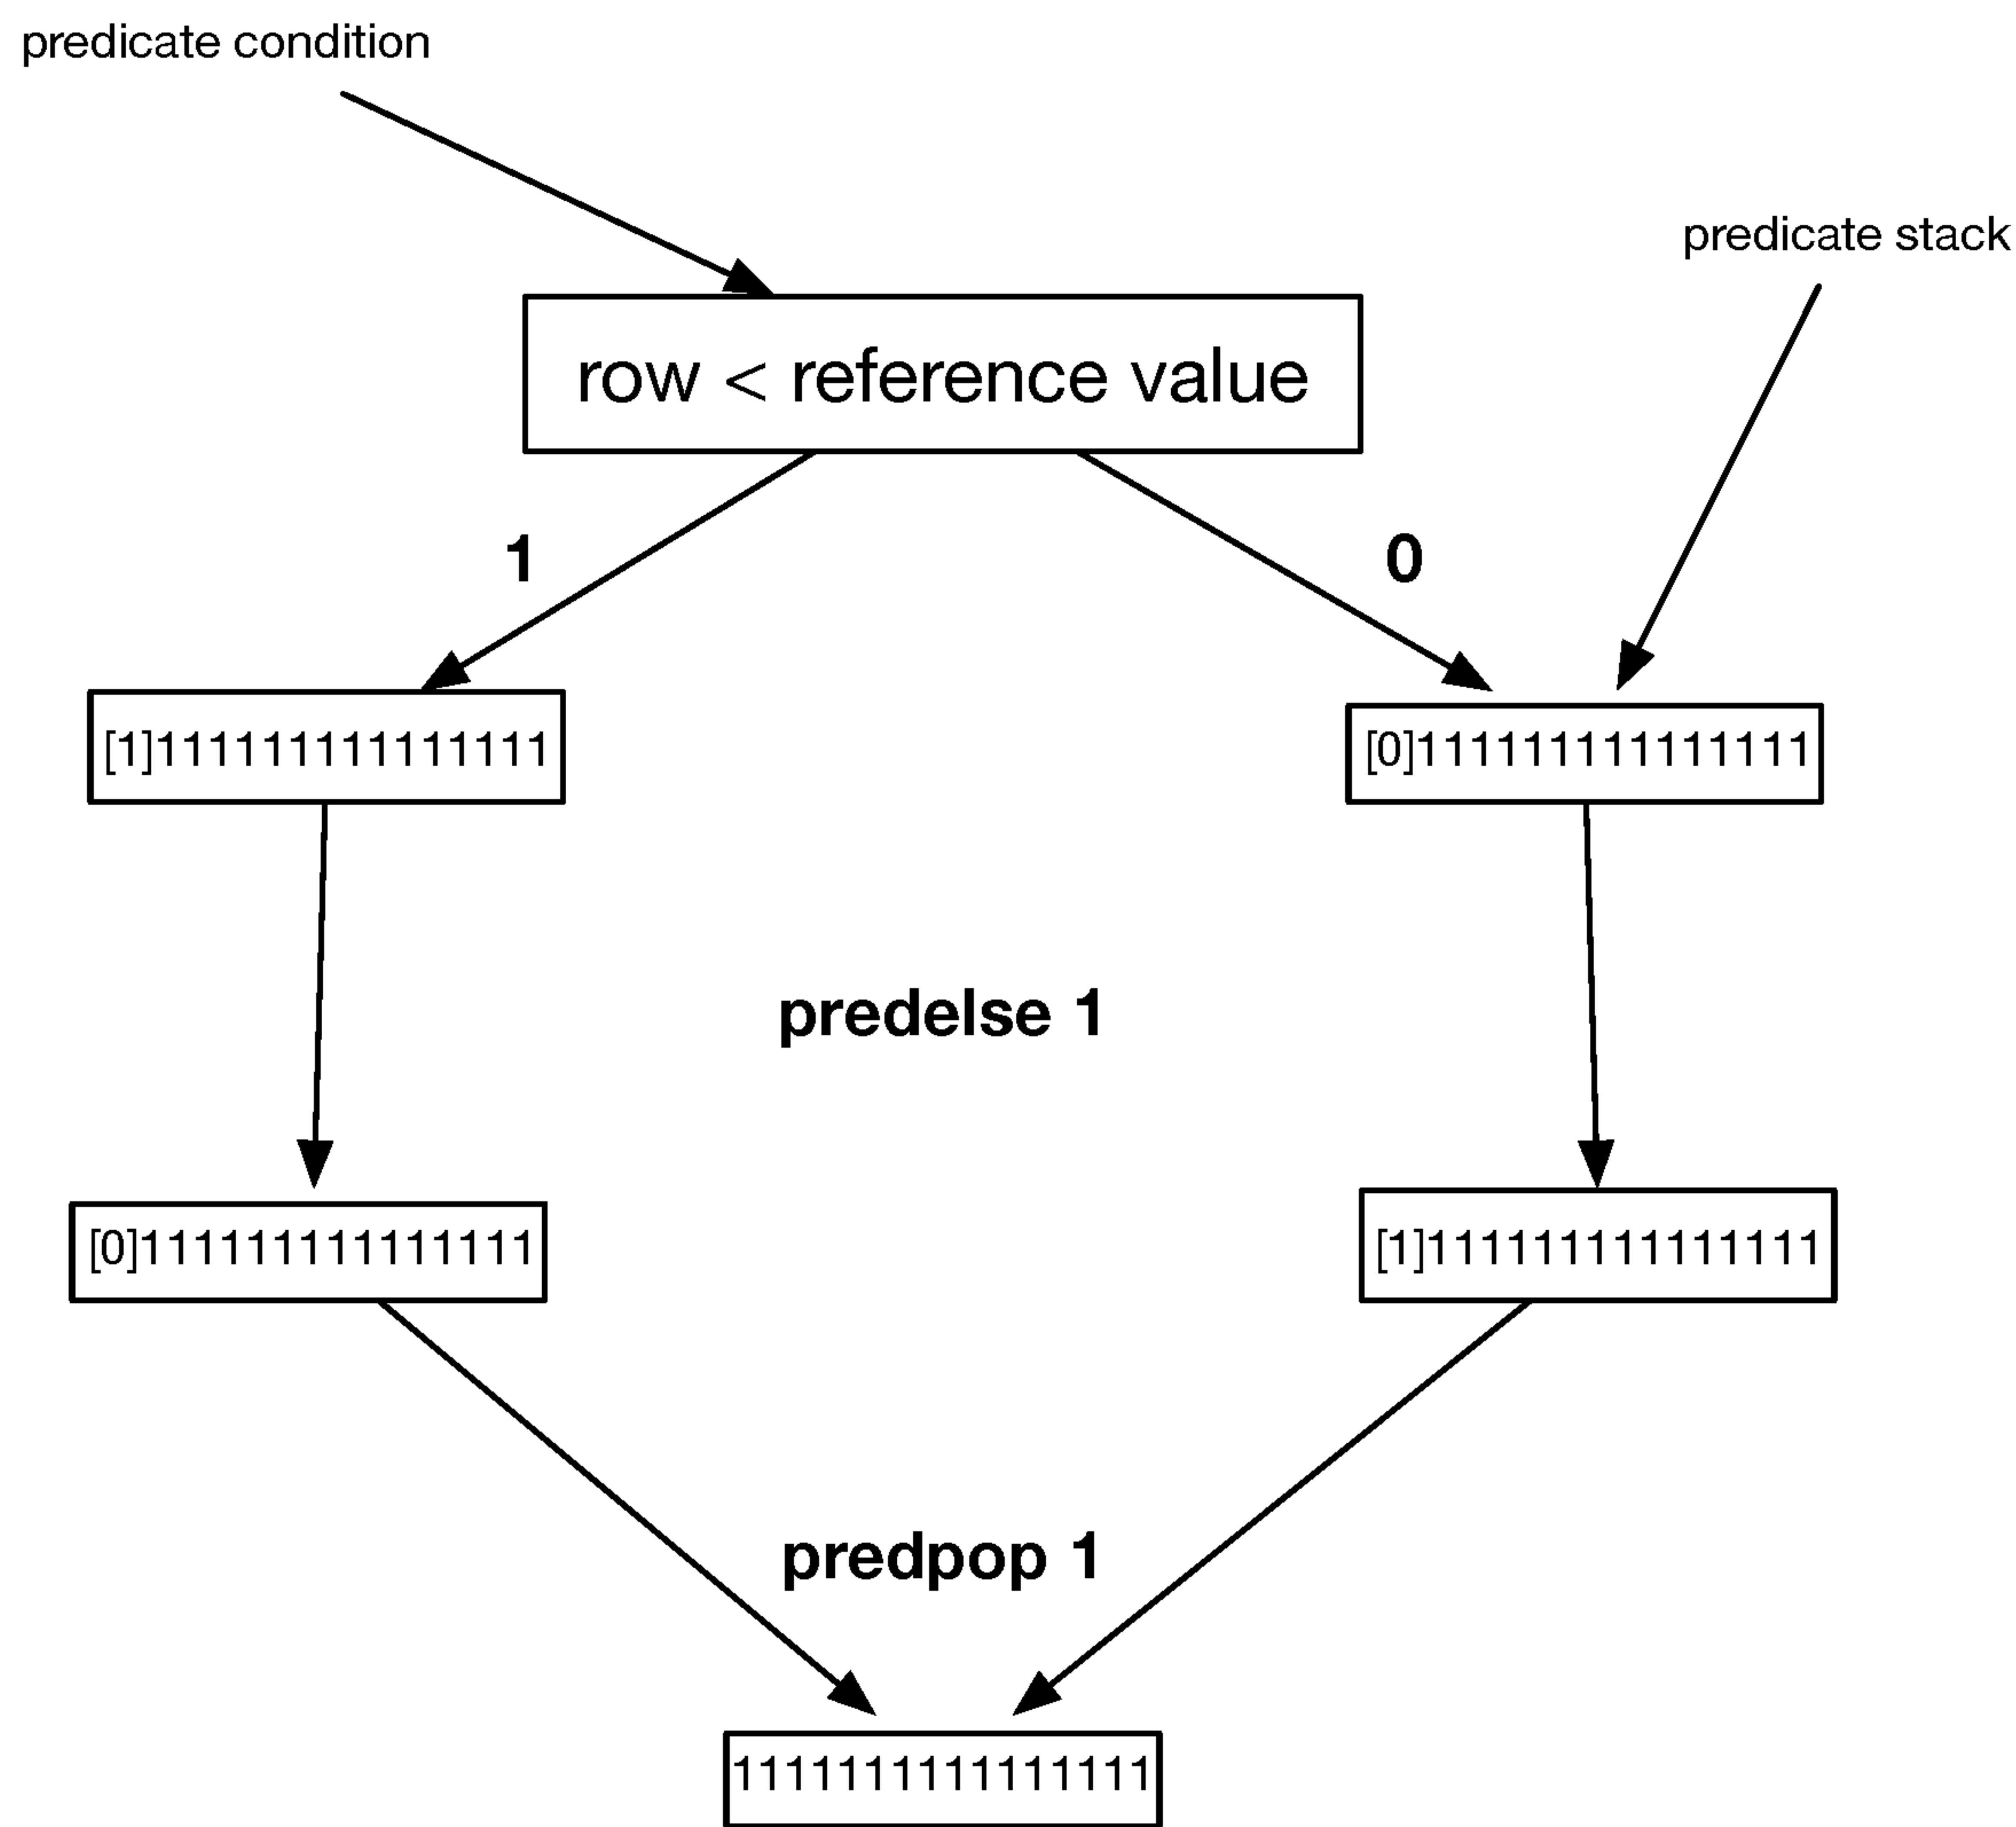 predicate condition
predicate stack
row < reference value
1
0
[1]111111111111111
[0]111111111111111
predelse 1
[0]111111111111111
[1]111111111111111
predpop 1
1111111111111111